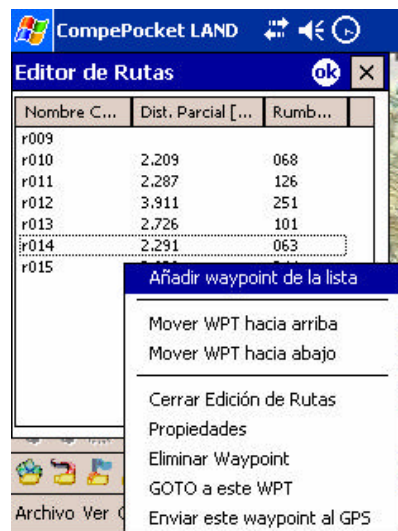 CompePocket LAND
Editor de Rutas ok
Nombre C... Dist. Parcial [... Rumb...
r009
r010 2.209 068
r011 2.287 126
r012 3.911 251
r013 2.726 101
r014 2.291 063
r015
Añadir waypoint de la lista
Mover WPT hacia arriba
Mover WPT hacia abajo
Cerrar Edición de Rutas
Propiedades
Eliminar Waypoint
GOTO a este WPT
Archivo Ver
Enviar este waypoint al GPS